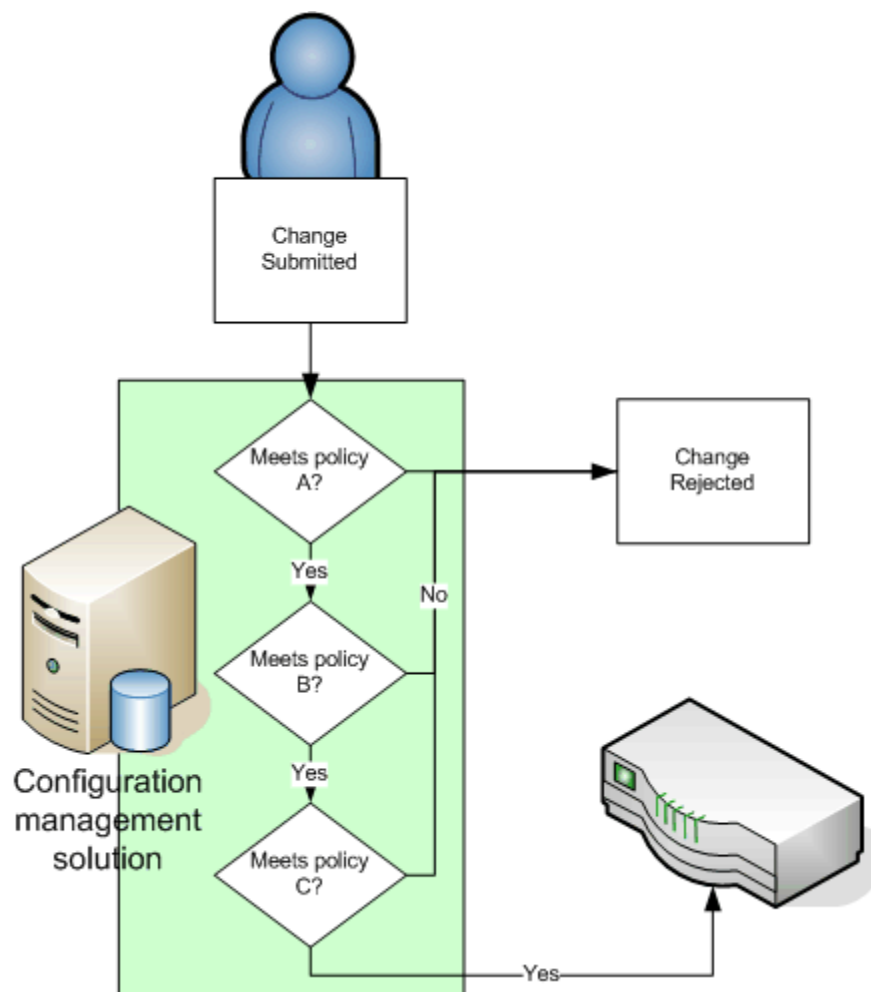 Change
Submitted
Meets policy
A?
Change
Rejected
Yes
No
Meets policy
B?
Yes
Configuration
management
solution
Meets policy
C?
Yes